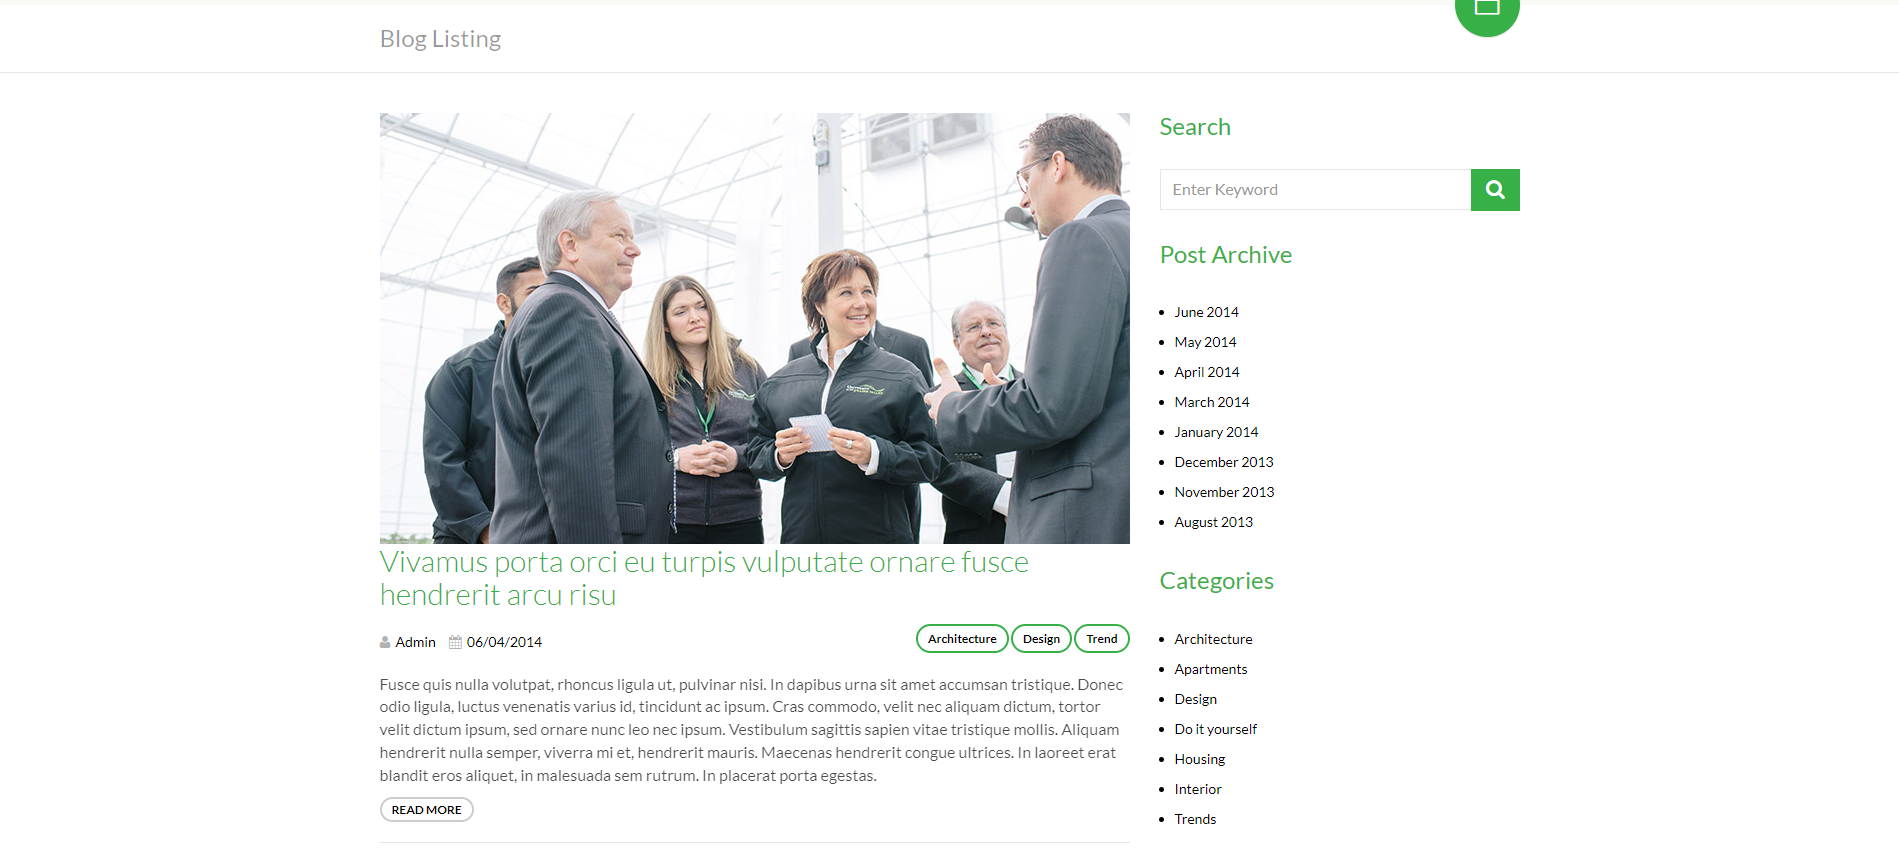 Blog Listing
Vivamus porta orci eu turpis vulputate ornare fusce
hendrerit arcu risu
Admin 06/04/2014
Architecture Design Trend
Fusce quis nulla volutpat, rhoncus ligula ut, pulvinar nisi. In dapibus urna sit amet accumsan tristique. Donec
odio ligula, luctus venenatis varius id, tincidunt ac ipsum. Cras commodo, velit nec aliquam dictum, tortor
velit dictum ipsum, sed ornare nunc leo nec ipsum. Vestibulum sagittis sapien vitae tristique mollis. Aliquam
hendrerit nulla semper, viverra mi et, hendrerit mauris. Maecenas hendrerit congue ultrices. In laoreet erat
blandit eros aliquet, in malesuada sem rutrum. In placerat porta egestas.
READ MORE
Search
Enter Keyword
Post Archive
June 2014
May 2014
April 2014
March 2014
January 2014
December 2013
November 2013
August 2013
Categories
Architecture
Apartments
Design
Do it yourself
Housing
Interior
Trends